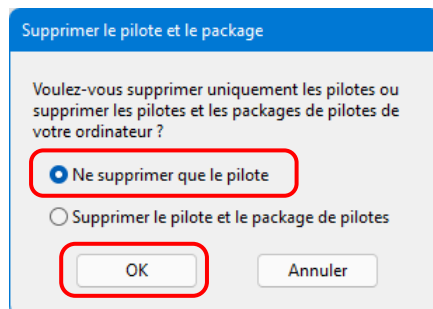 Supprimer le pilote et le package
Voulez-vous supprimer uniquement les pilotes ou
supprimer les pilotes et les packages de pilotes de
votre ordinateur ?
Ne supprimer que le pilote
Supprimer le pilote et le package de pilotes
OK
Annuler